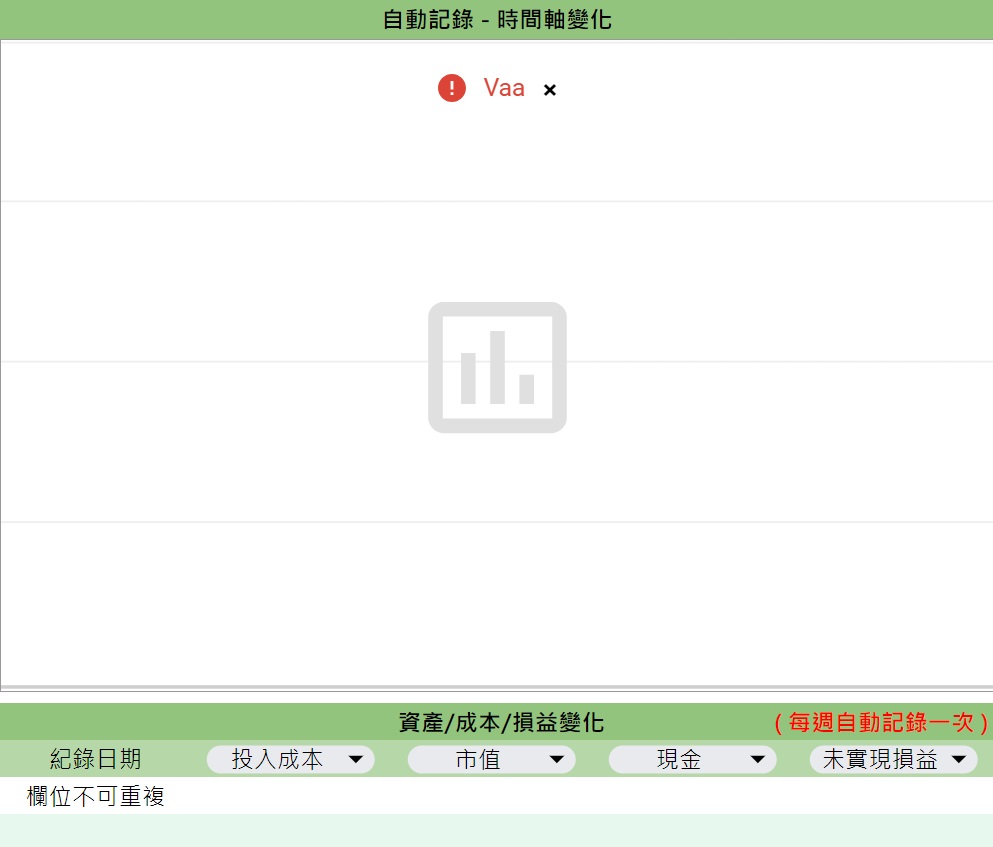 自動記錄 - 時間軸變化
! Vaa ×
資產/成本/損益變化 ( 每週自動記錄一次 )
紀錄日期 投入成本 市值 現金 未實現損益
欄位不可重複